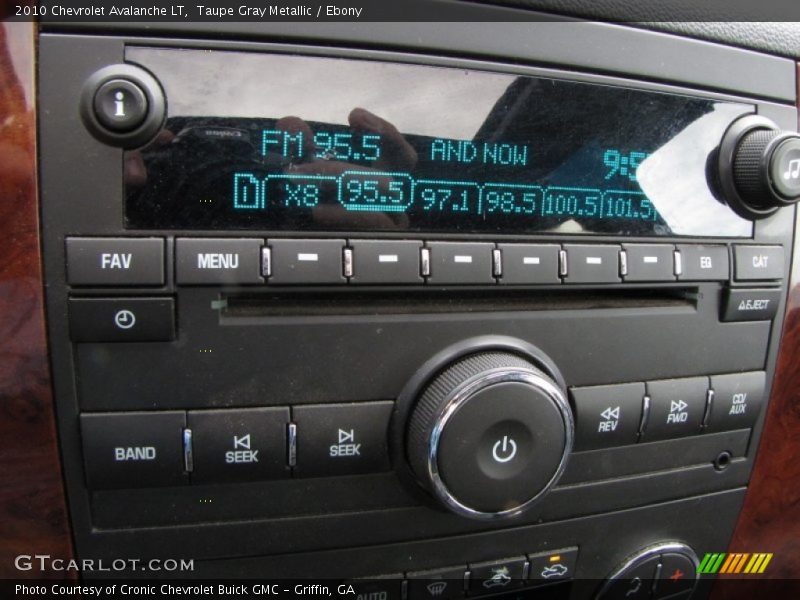 2010 Chevrolet Avalanche LT,  Taupe Gray Metallic / Ebony
i
FM 95.5 AND NOW
1 X8 95.5 97.1 98.5 100.5 101.5
FAV MENU EQ CAT
EJECT
BAND SEEK SEEK REV FWD CD/
AUX
AUTO
GTCARLOT.COM
Photo Courtesy of Cronic Chevrolet Buick GMC - Griffin, GA